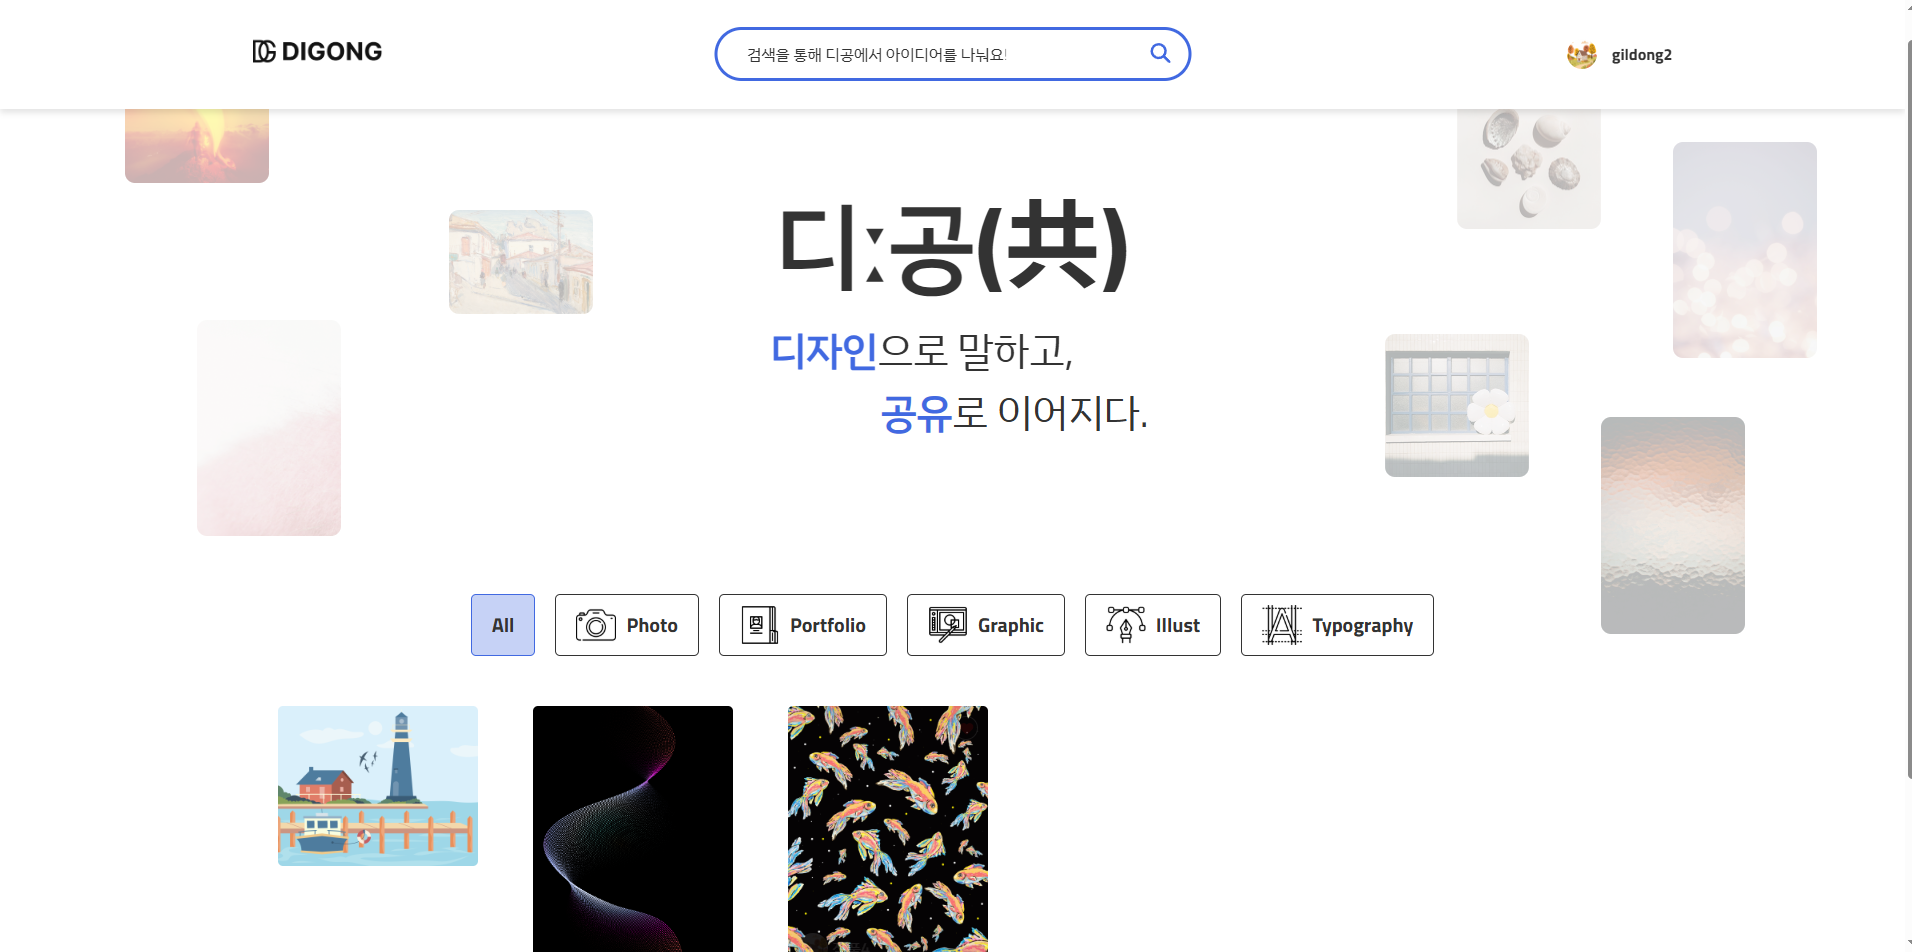 DIGONG
검색을 통해 디공에서 아이디어를 나눠요!
gildong2
디:공(共)
디자인으로 말하고,
공유로 이어지다.
All
Photo
Portfolio
Graphic
Illust
Typography